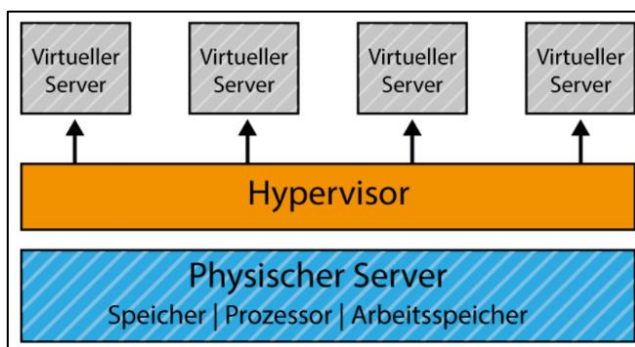 Virtueller
Server
Virtueller
Server
Virtueller
Server
Virtueller
Server
Hypervisor
Physischer Server
Speicher | Prozessor | Arbeitsspeicher